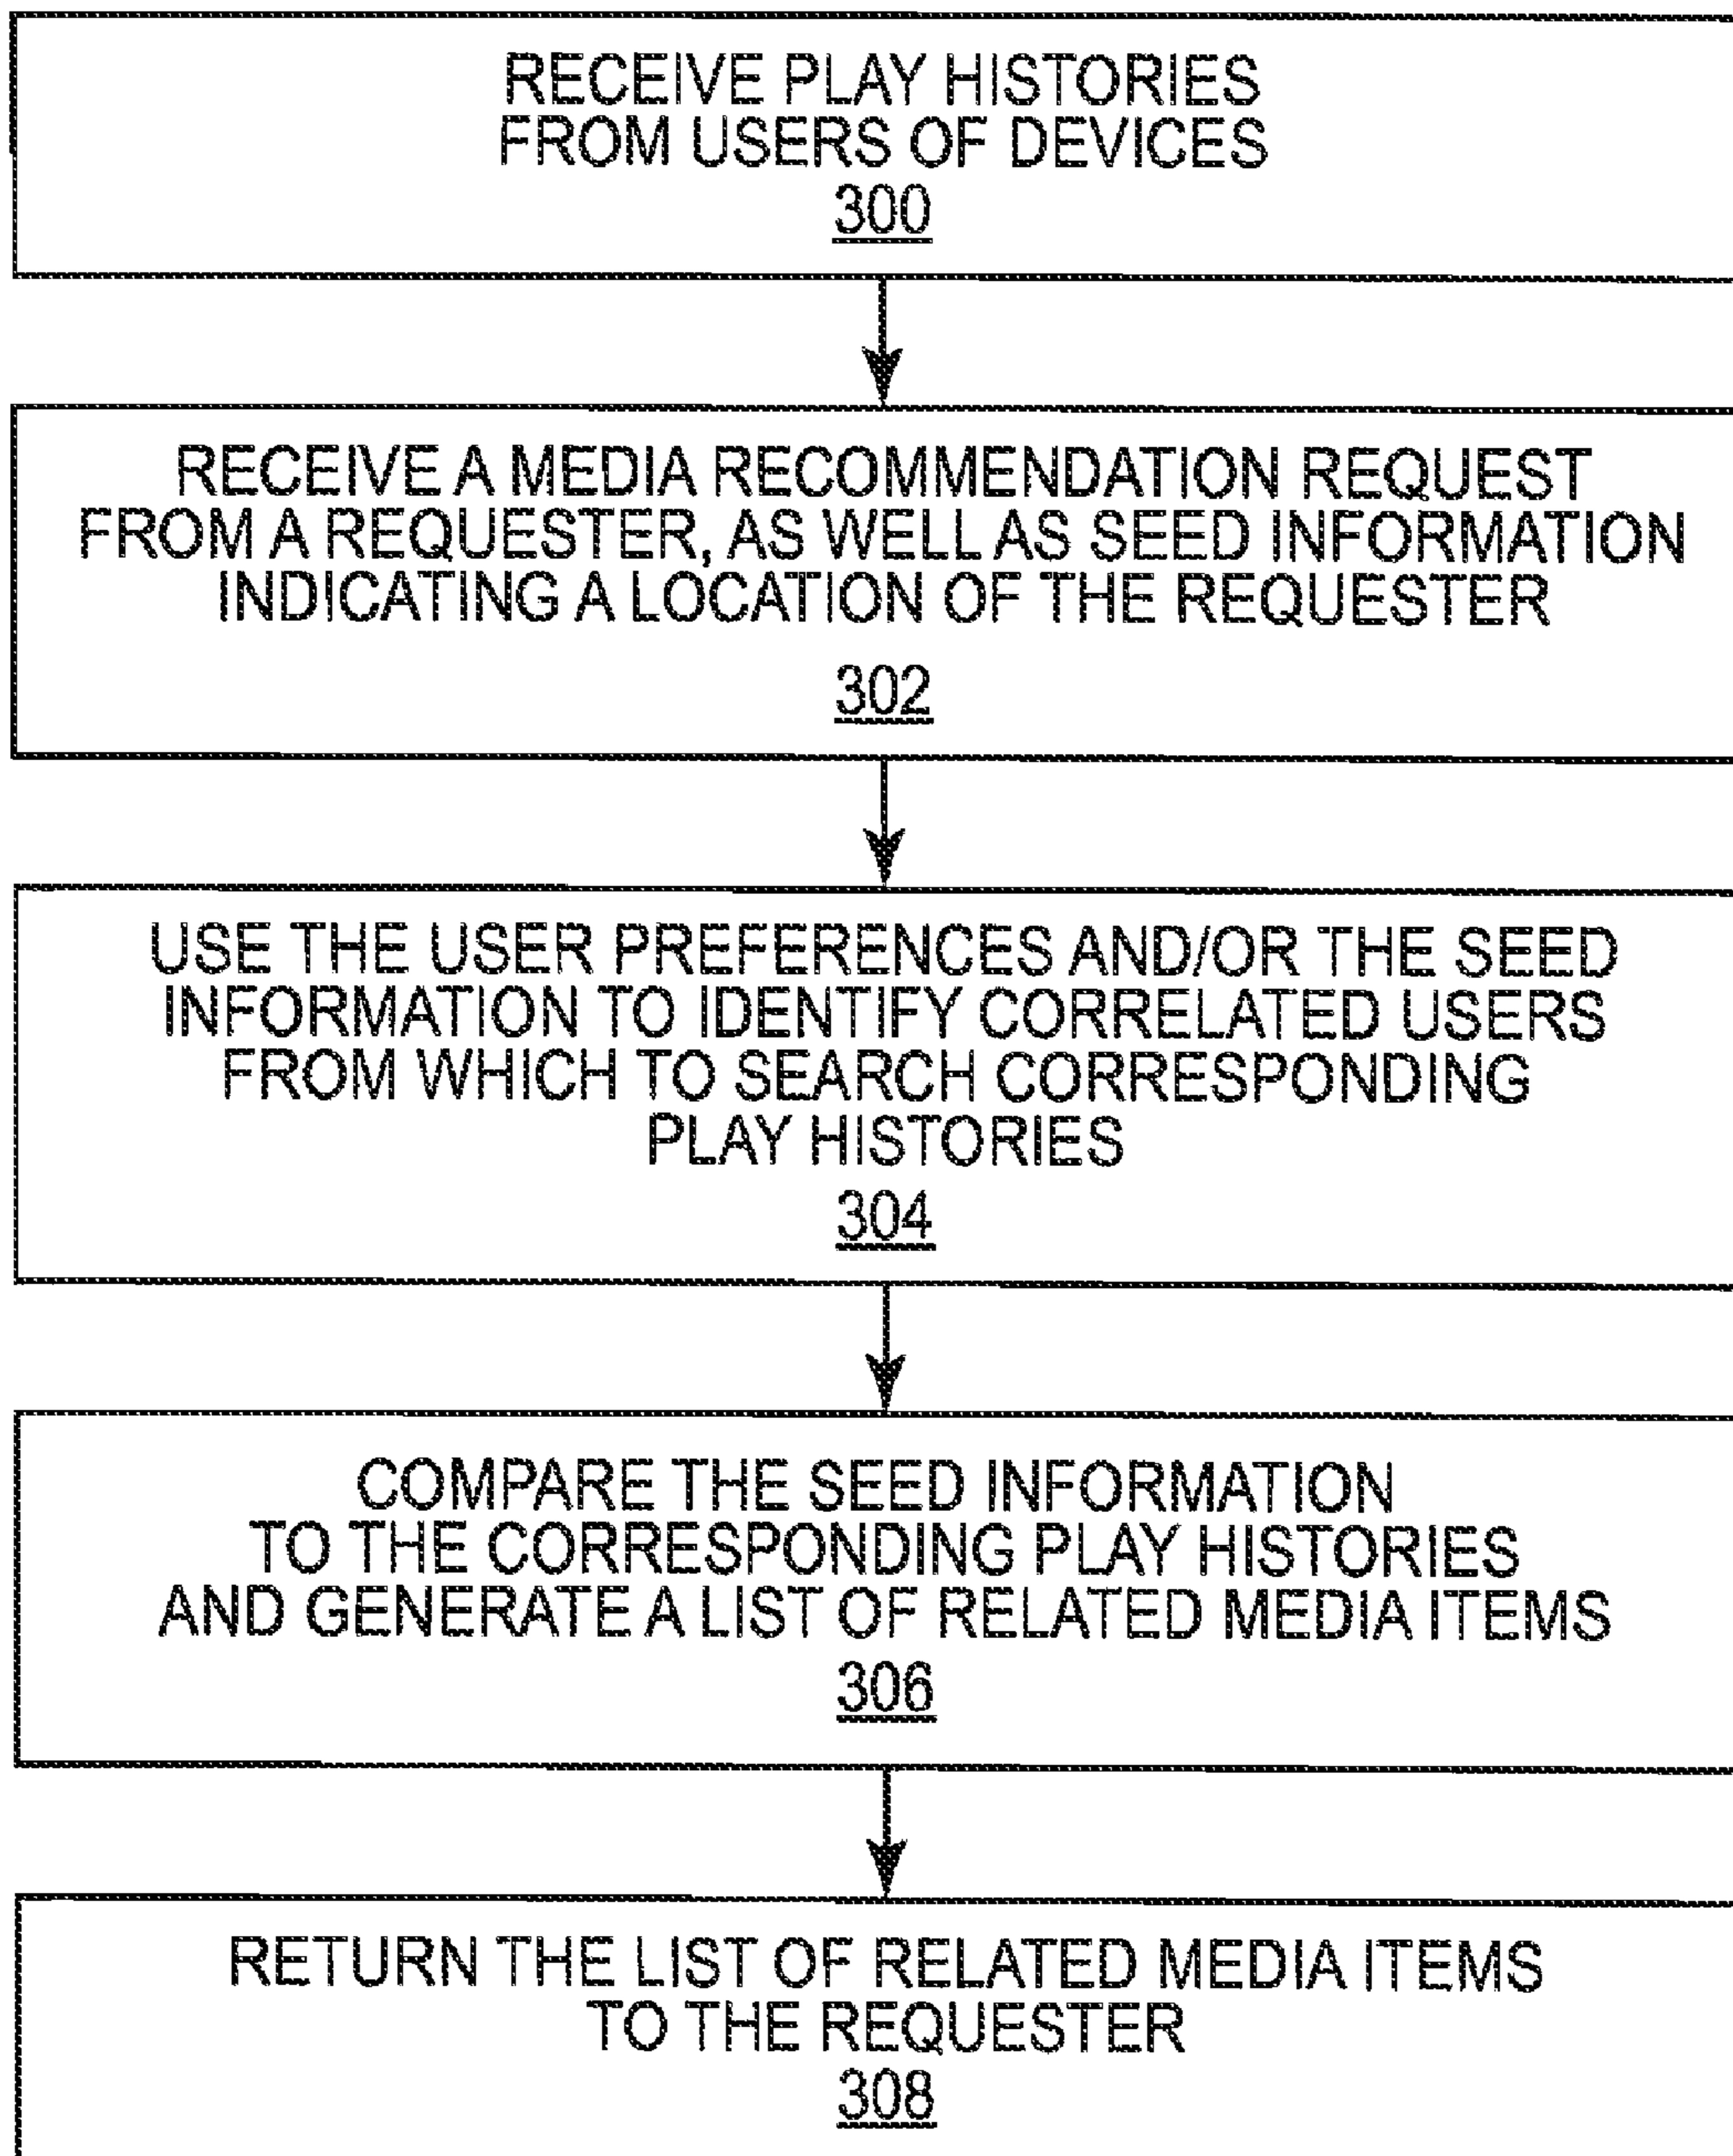 RECEIVE PLAY HISTORIES
FROM USERS OF DEVICES
300
RECEIVE A MEDIA RECOMMENDATION REQUEST
FROM A REQUESTER, AS WELL AS SEED INFORMATION
INDICATING A LOCATION OF THE REQUESTER
302
USE THE USER PREFERENCES AND/OR THE SEED
INFORMATION TO IDENTIFY CORRELATED USERS
FROM WHICH TO SEARCH CORRESPONDING
PLAY HISTORIES
304
COMPARE THE SEED INFORMATION
TO THE CORRESPONDING PLAY HISTORIES
AND GENERATE A LIST OF RELATED MEDIA ITEMS
306
RETURN THE LIST OF RELATED MEDIA ITEMS
TO THE REQUESTER
308